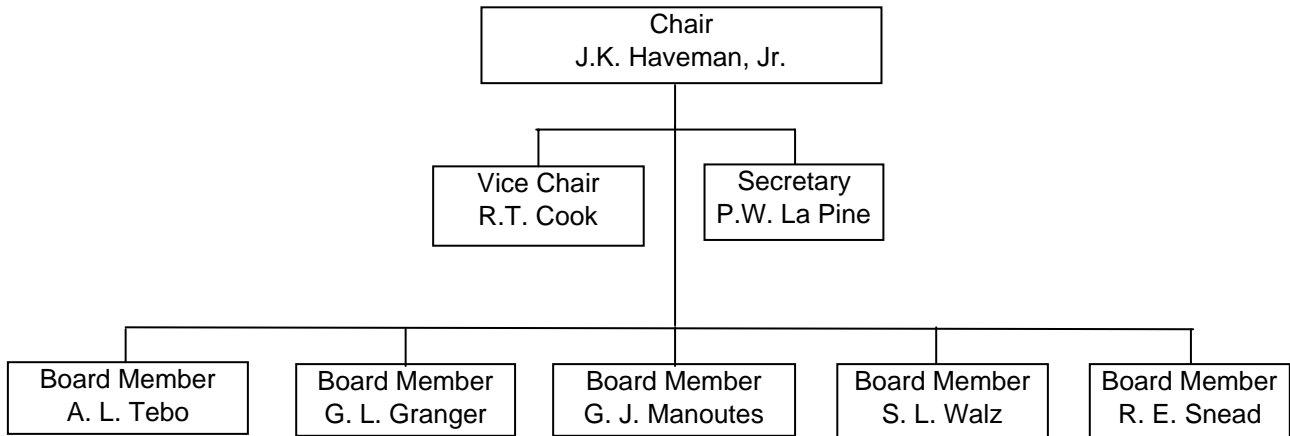 Chair
J.K. Haveman, Jr.
Vice Chair
R.T. Cook
Secretary
P.W. La Pine
Board Member
A. L. Tebo
Board Member
G. L. Granger
Board Member
G. J. Manoutes
Board Member
S. L. Walz
Board Member
R. E. Snead